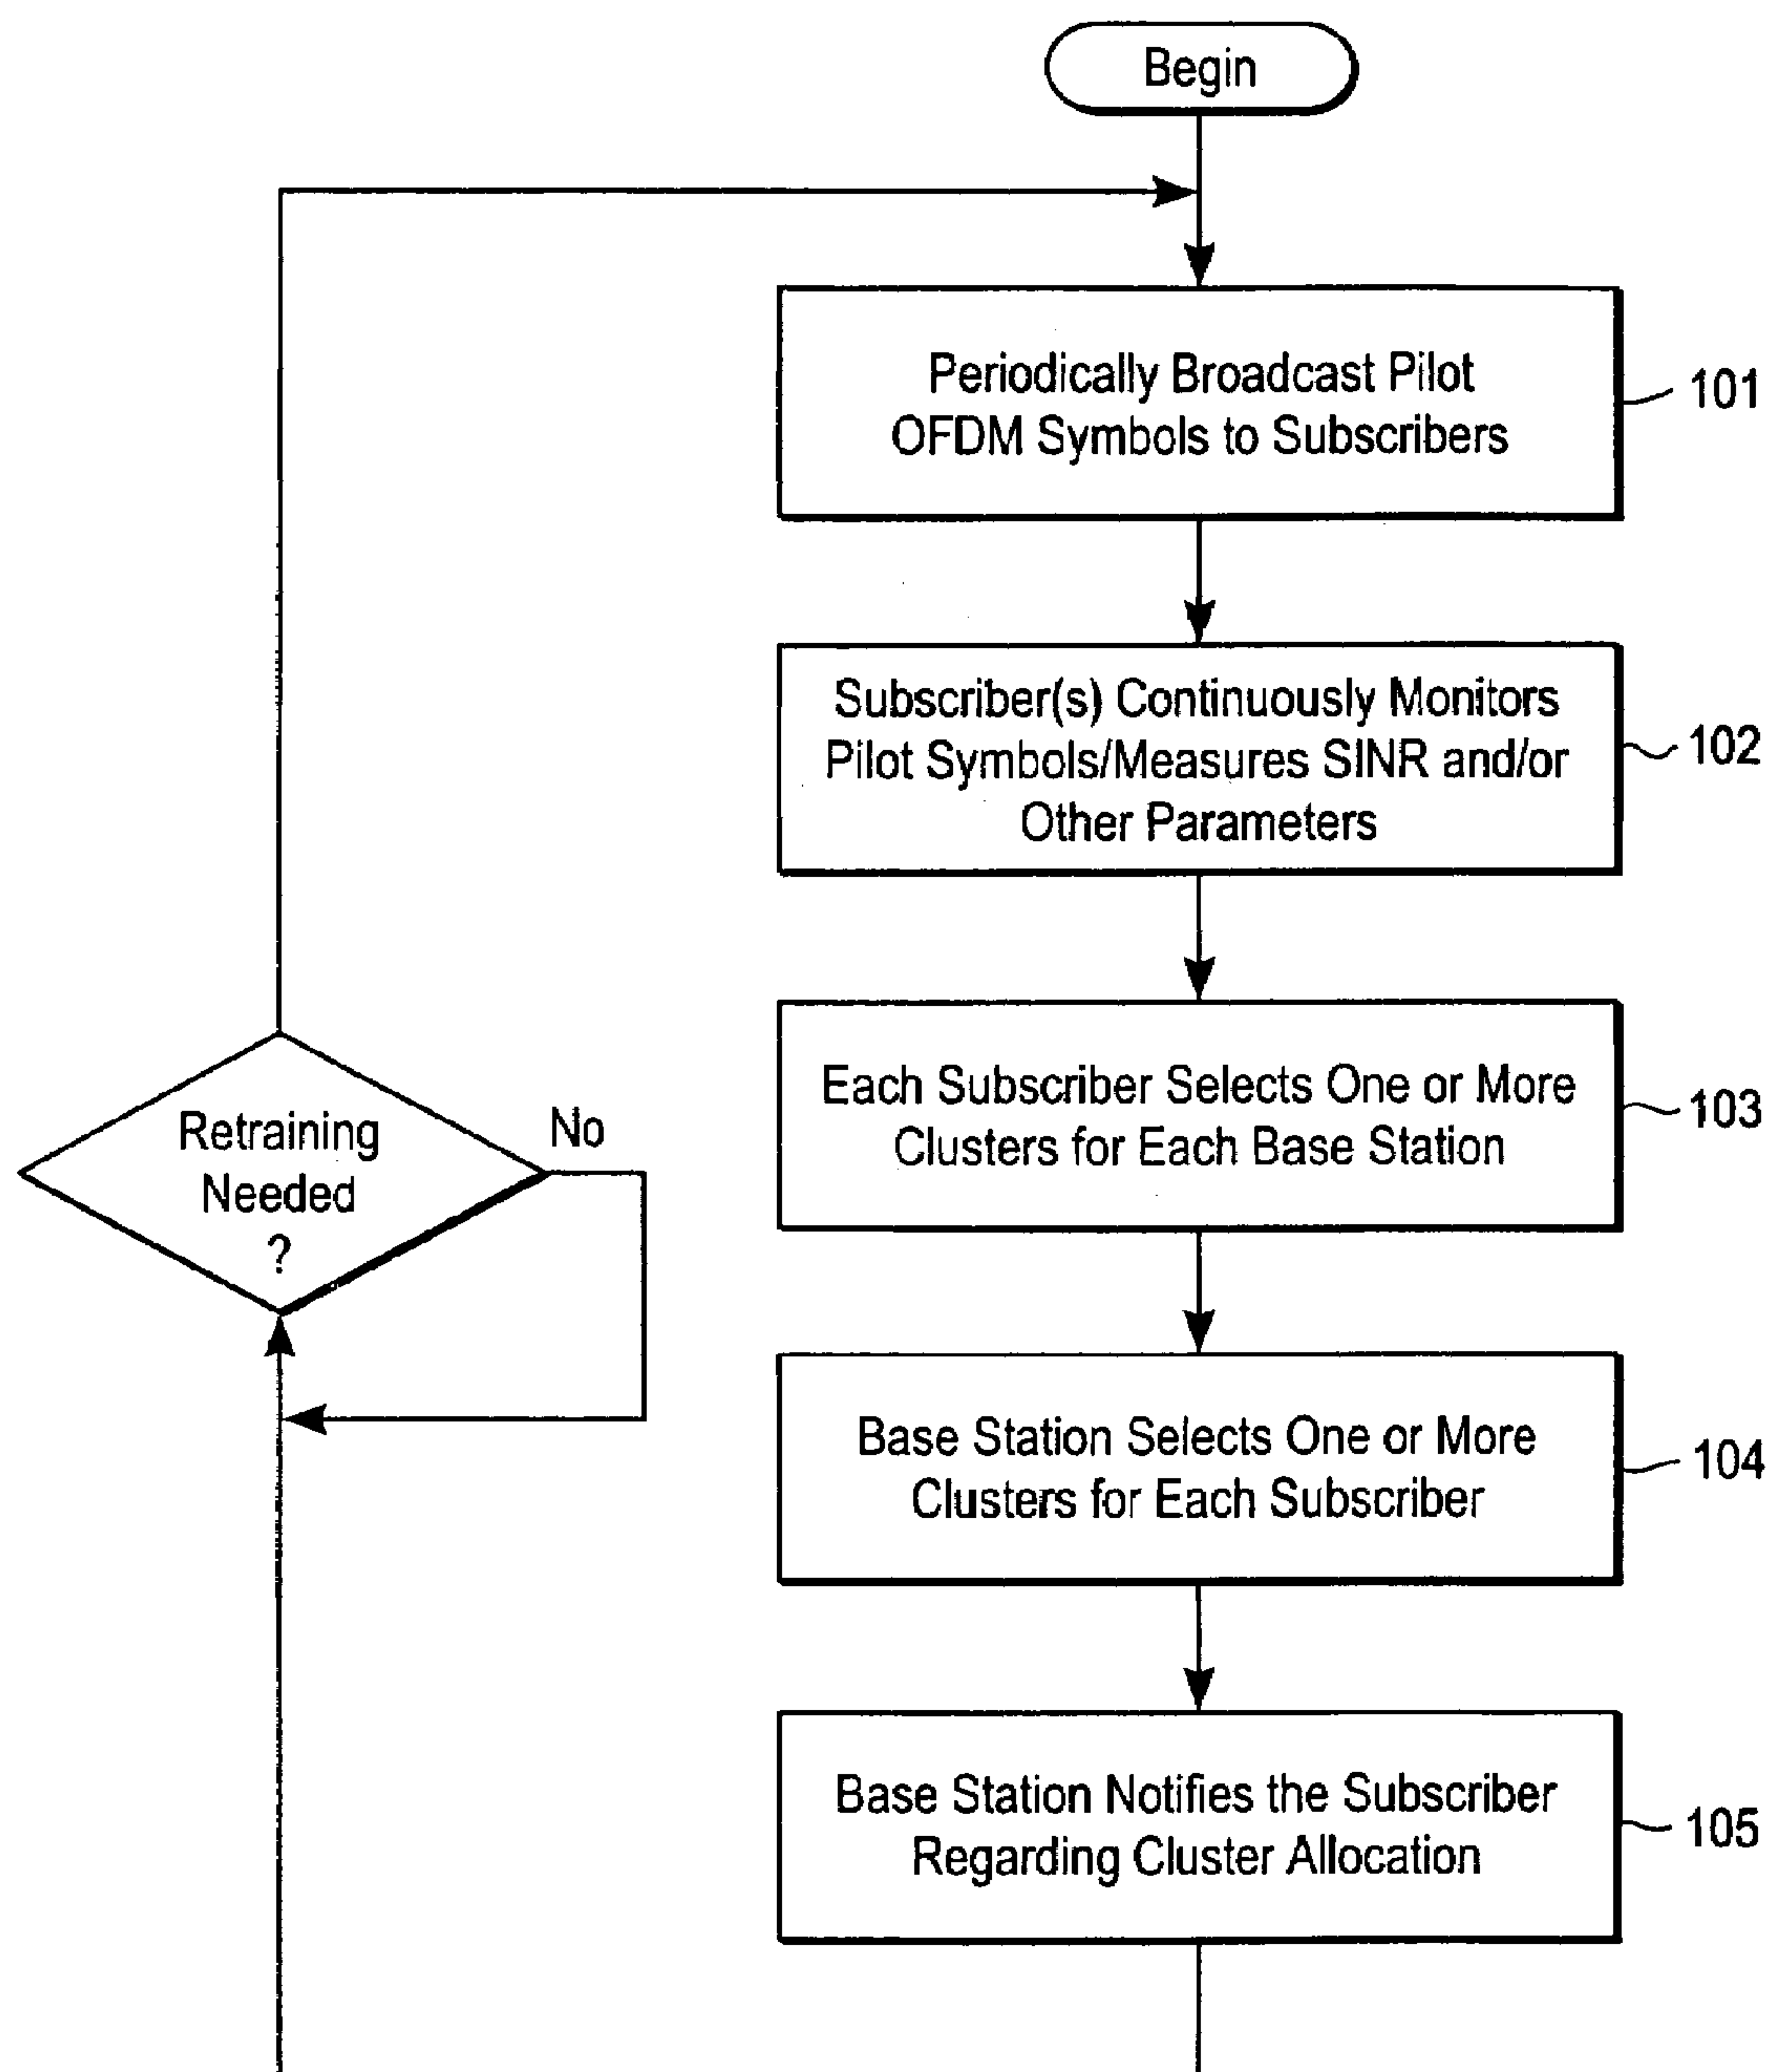 Begin
Periodically Broadcast Pilot
OFDM Symbols to Subscribers
101
Subscriber(s) Continuously Monitors
Pilot Symbols/Measures SINR and/or
Other Parameters
102
Each Subscriber Selects One or More
Clusters for Each Base Station
103
Retraining
Needed
?
No
Base Station Selects One or More
Clusters for Each Subscriber
104
Base Station Notifies the Subscriber
Regarding Cluster Allocation
105